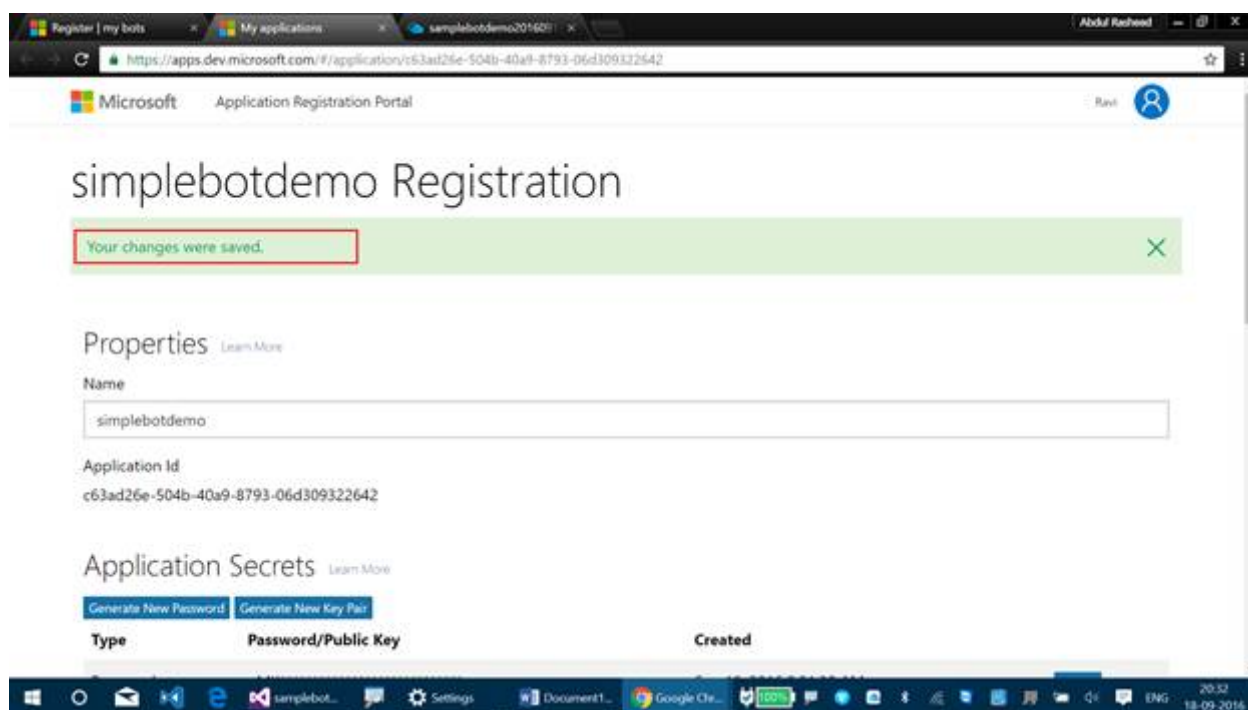 Register | my bots
My applications
samplebotdemo201609
Abdul Rasheed
https://apps.dev.microsoft.com/#/application/c63ad26e-504b-40a9-8793-06d309322642
Microsoft Application Registration Portal
Ravi
simplebotdemo Registration
Your changes were saved.
Properties Learn More
Name
simplebotdemo
Application Id
c63ad26e-504b-40a9-8793-06d309322642
Application Secrets Learn More
Generate New Password Generate New Key Pair
Type Password/Public Key Created
samplebot... Settings Document1... Google Chr... 100% ENG 20:32
18-09-2016